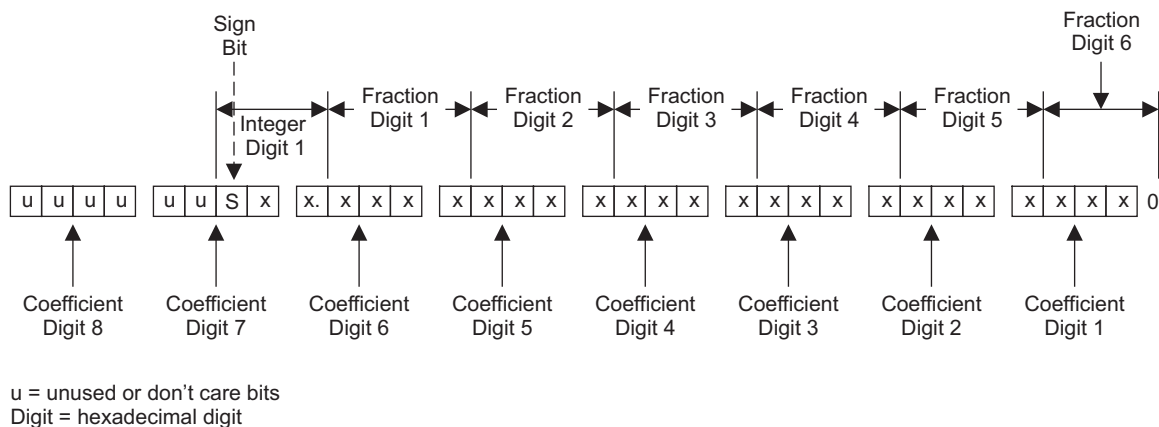 Sign
Bit
Fraction
Digit 6
Integer
Digit 1
Fraction
Digit 1
Fraction
Digit 2
Fraction
Digit 3
Fraction
Digit 4
Fraction
Digit 5
u u u u u u S x x. x x x x x x x x x x x x x x x x x x x x x x x 0
Coefficient
Digit 8
Coefficient
Digit 7
Coefficient
Digit 6
Coefficient
Digit 5
Coefficient
Digit 4
Coefficient
Digit 3
Coefficient
Digit 2
Coefficient
Digit 1
u = unused or don't care bits
Digit = hexadecimal digit